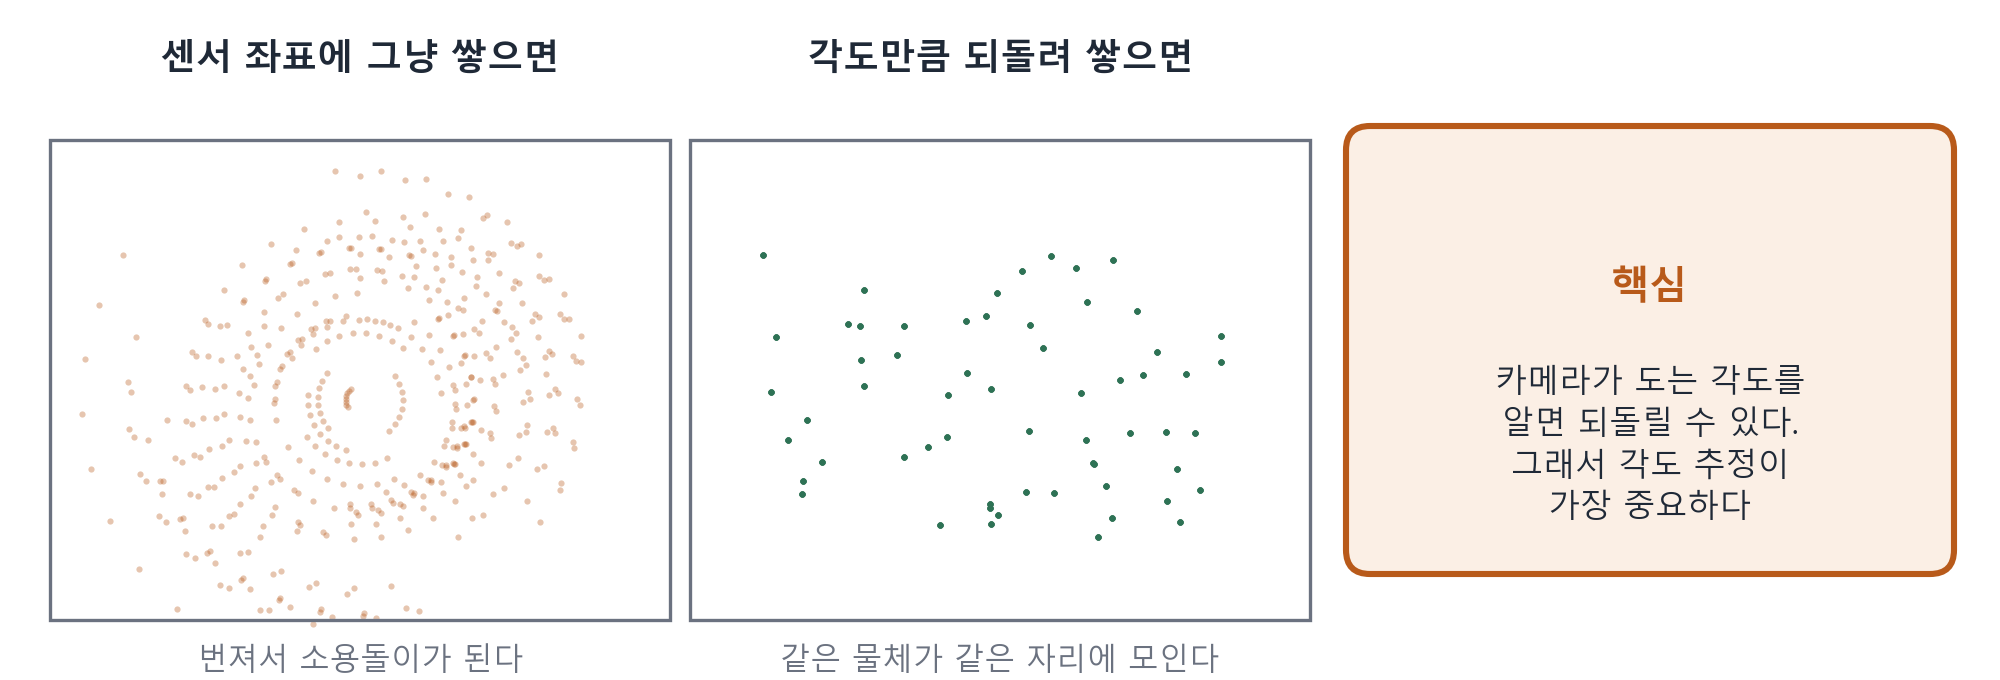 센서 좌표에 그냥 쌓으면
각도만큼 되돌려 쌓으면
핵심
카메라가 도는 각도를
알면 되돌릴 수 있다.
그래서 각도 추정이
가장 중요하다
번져서 소용돌이가 된다
같은 물체가 같은 자리에 모인다